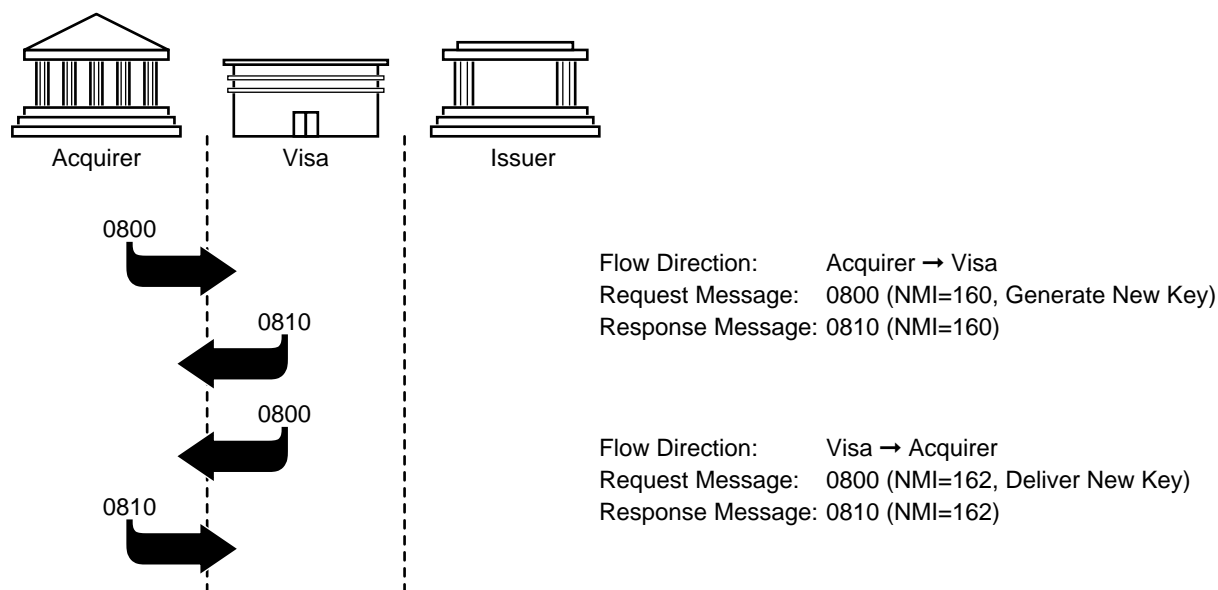 Acquirer Visa Issuer
0800
Flow Direction: Acquirer → Visa
Request Message: 0800 (NMI=160, Generate New Key)
0810
Response Message: 0810 (NMI=160)
0800
Flow Direction: Visa → Acquirer
Request Message: 0800 (NMI=162, Deliver New Key)
0810
Response Message: 0810 (NMI=162)